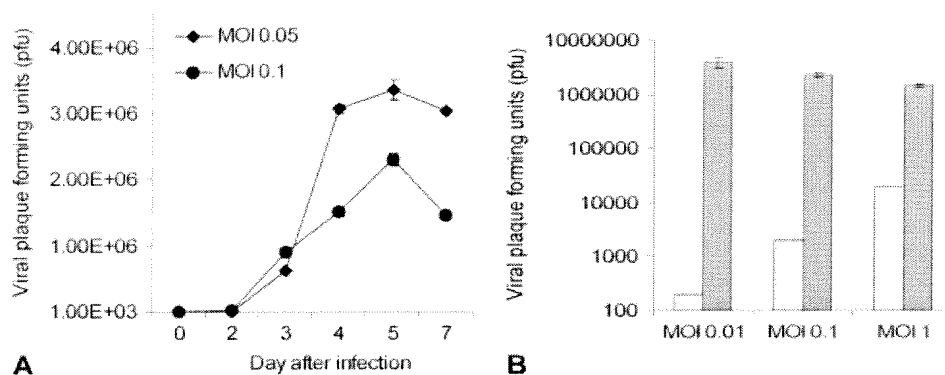 Viral plaque forming units (pfu)
4.00E+06
3.00E+06
2.00E+06
1.00E+06
1.00E+03
MOI 0.05
MOI 0.1
0 2 3 4 5 7
Day after infection
A
Viral plaque forming units (pfu)
10000000
1000000
100000
10000
1000
100
MOI 0.01 MOI 0.1 MOI 1
B